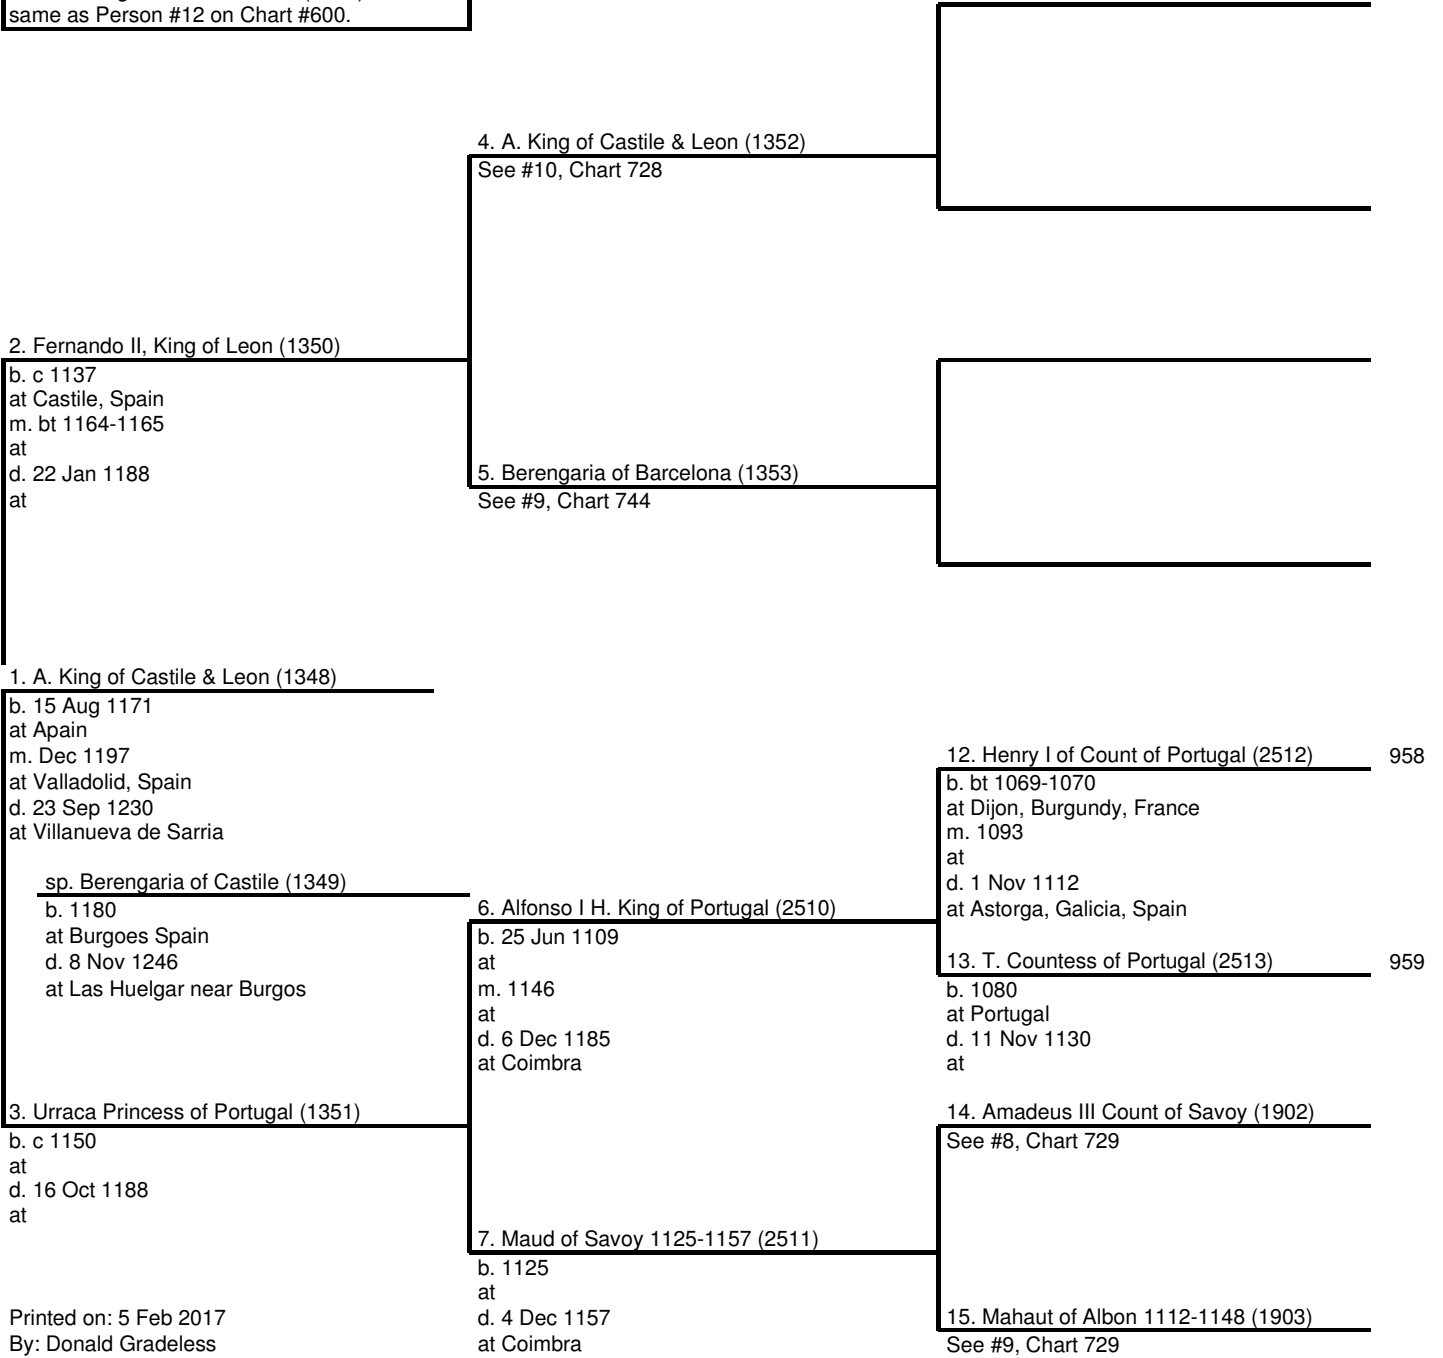 same as Person #12 on Chart #600.
4. A. King of Castile & Leon (1352)
See #10, Chart 728
2. Fernando II, King of Leon (1350)
b. c 1137
at Castile, Spain
m. bt 1164-1165
at
d. 22 Jan 1188
at
5. Berengaria of Barcelona (1353)
See #9, Chart 744
1. A. King of Castile & Leon (1348)
b. 15 Aug 1171
at Apain
m. Dec 1197
at Valladolid, Spain
d. 23 Sep 1230
at Villanueva de Sarria
sp. Berengaria of Castile (1349)
b. 1180
at Burgoes Spain
d. 8 Nov 1246
at Las Huelgar near Burgos
12. Henry I of Count of Portugal (2512) 958
b. bt 1069-1070
at Dijon, Burgundy, France
m. 1093
at
d. 1 Nov 1112
at Astorga, Galicia, Spain
6. Alfonso I H. King of Portugal (2510)
b. 25 Jun 1109
at
m. 1146
at
d. 6 Dec 1185
at Coimbra
13. T. Countess of Portugal (2513) 959
b. 1080
at Portugal
d. 11 Nov 1130
at
3. Urraca Princess of Portugal (1351)
b. c 1150
at
d. 16 Oct 1188
at
14. Amadeus III Count of Savoy (1902)
See #8, Chart 729
7. Maud of Savoy 1125-1157 (2511)
b. 1125
at
d. 4 Dec 1157
at Coimbra
15. Mahaut of Albon 1112-1148 (1903)
See #9, Chart 729
Printed on: 5 Feb 2017
By: Donald Gradeless